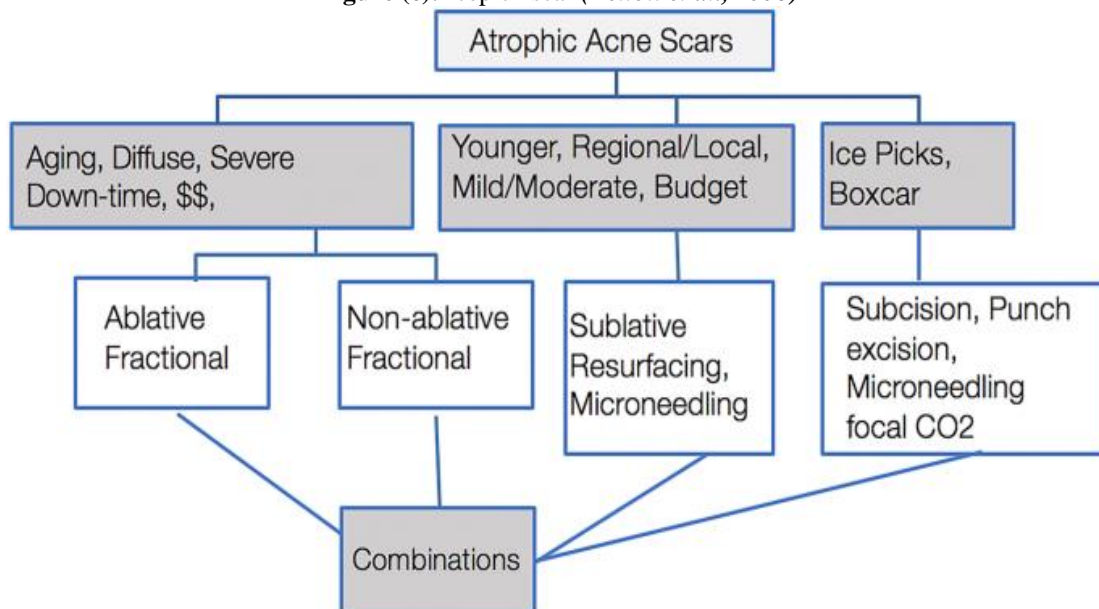 Atrophic Acne Scars
Aging, Diffuse, Severe
Down-time, $$,
Younger, Regional/Local,
Mild/Moderate, Budget
Ice Picks,
Boxcar
Ablative
Fractional
Non-ablative
Fractional
Sublative
Resurfacing,
Microneedling
Subcision, Punch
excision,
Microneedling
focal CO2
Combinations